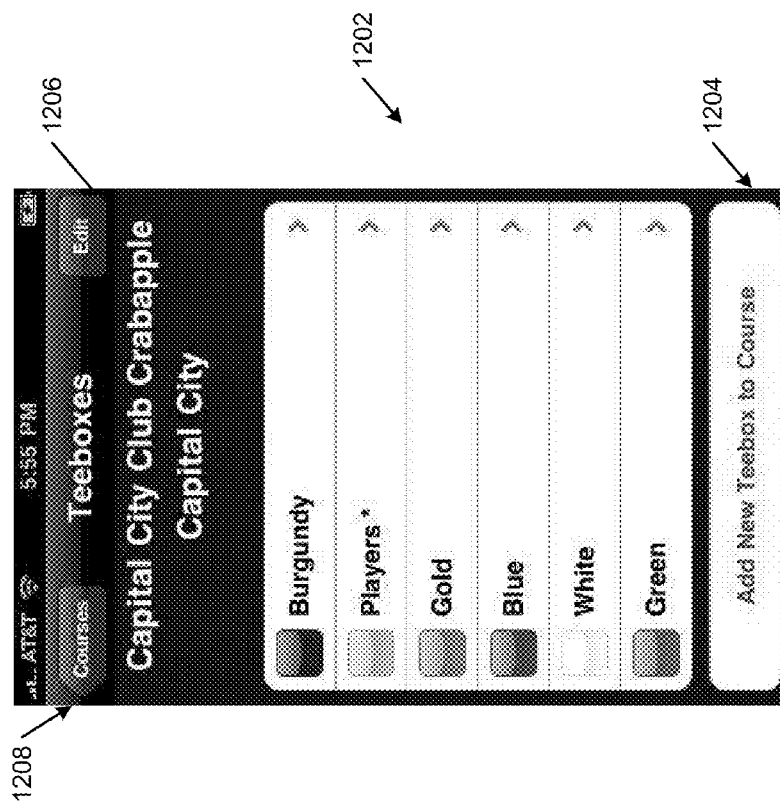 AT&T 5:55 PM
Courses Teeboxes Edit
Capital City Club Crabapple
Capital City
Burgundy
Players *
Gold
Blue
White
Green
Add New Teebox to Course
1208
1206
1202
1204